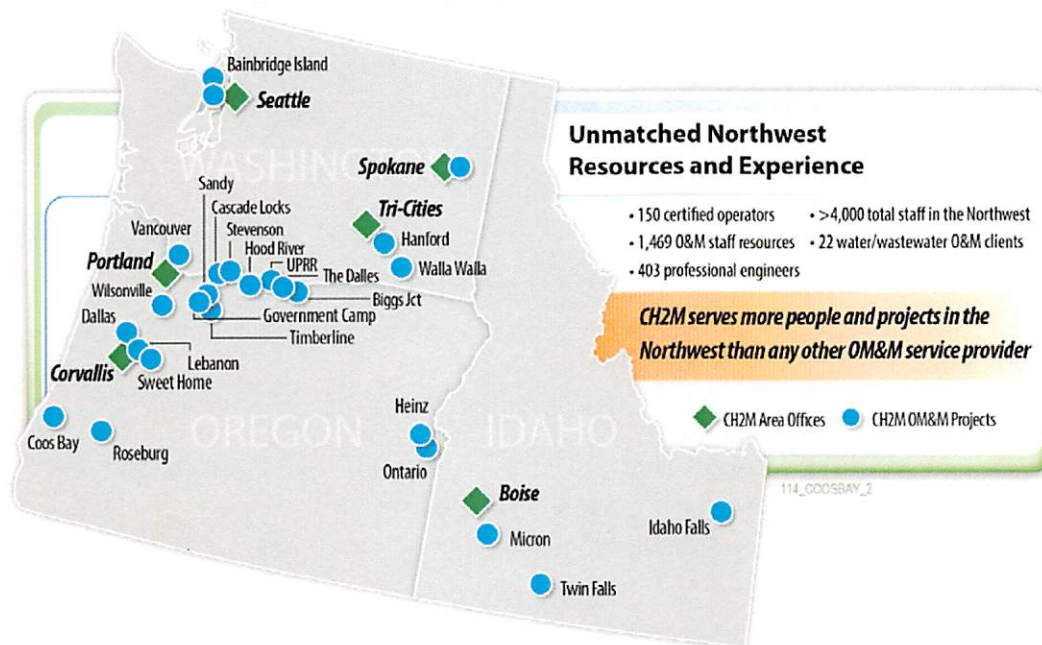 Bainbridge Island
Seattle
WASHINGTON
Spokane
Sandy
Cascade Locks
Stevenson
Hood River
UPRR
The Dalles
Biggs Jct
Government Camp
Timberline
Tri-Cities
Hanford
Walla Walla
Vancouver
Portland
Wilsonville
Dallas
Lebanon
Corvallis
Sweet Home
OREGON
IDAHO
Coos Bay
Roseburg
Heinz
Ontario
Boise
Micron
Twin Falls
Idaho Falls
Unmatched Northwest
Resources and Experience
• 150 certified operators
• 1,469 O&M staff resources
• 403 professional engineers
• >4,000 total staff in the Northwest
• 22 water/wastewater O&M clients
CH2M serves more people and projects in the
Northwest than any other OM&M service provider
CH2M Area Offices
CH2M OM&M Projects
114_COOSBAY_2